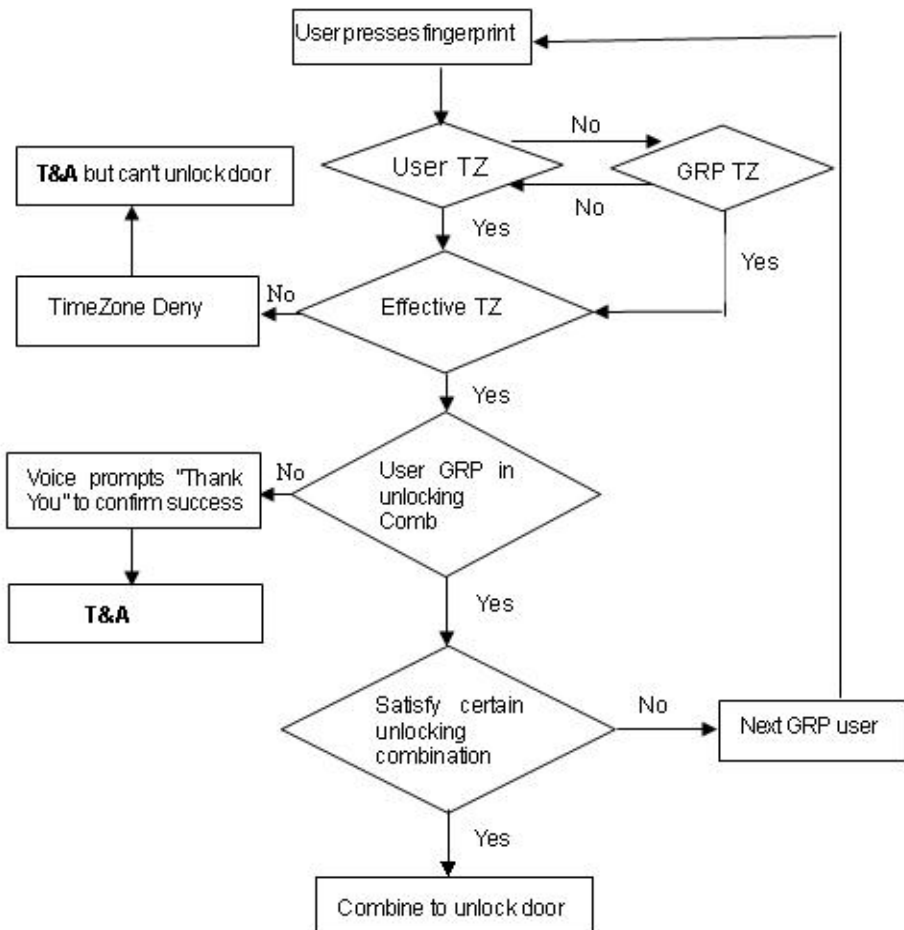 User presses fingerprint
No
User TZ
GRP TZ
T&A but can't unlock door
No
Yes
Yes
TimeZone Deny
No
Effective TZ
Yes
Voice prompts "Thank
You" to confirm success
No
User GRP in
unlocking
Comb
T&A
Yes
Satisfy certain
unlocking
combination
No
Next GRP user
Yes
Combine to unlock door